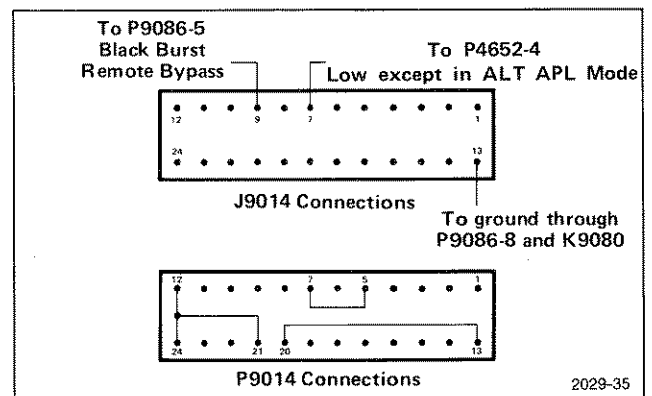 To P9086-5
Black Burst
Remote Bypass
To P4652-4
Low except in ALT APL Mode
12 9 7 1
24 13
J9014 Connections
To ground through
P9086-8 and K9080
12 7 5 1
24 21 20 13
P9014 Connections
2029-35